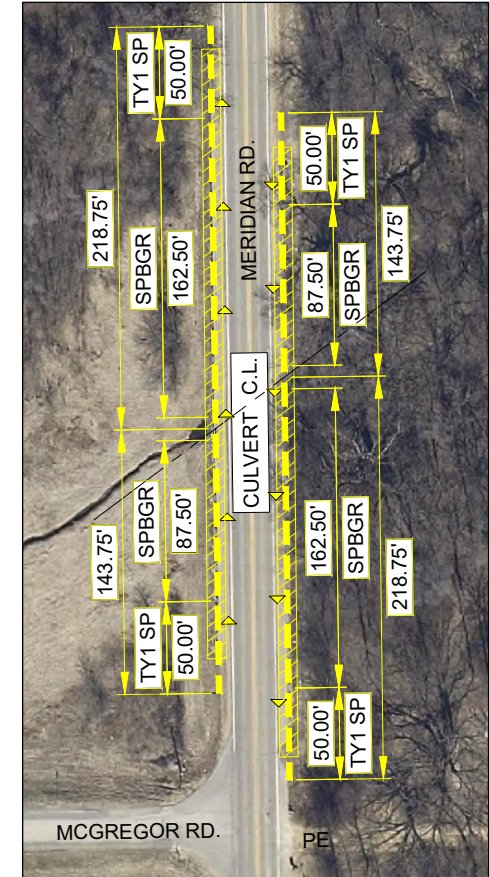 TY1 SP
50.00'
218.75'
SPBGR
162.50'
143.75'
SPBGR
87.50'
TY1 SP
50.00'
MERIDIAN RD.
CULVERT C.L.
50.00'
TY1 SP
87.50'
SPBGR
143.75'
162.50'
SPBGR
218.75'
50.00'
TY1 SP
MCGREGOR RD.
PE